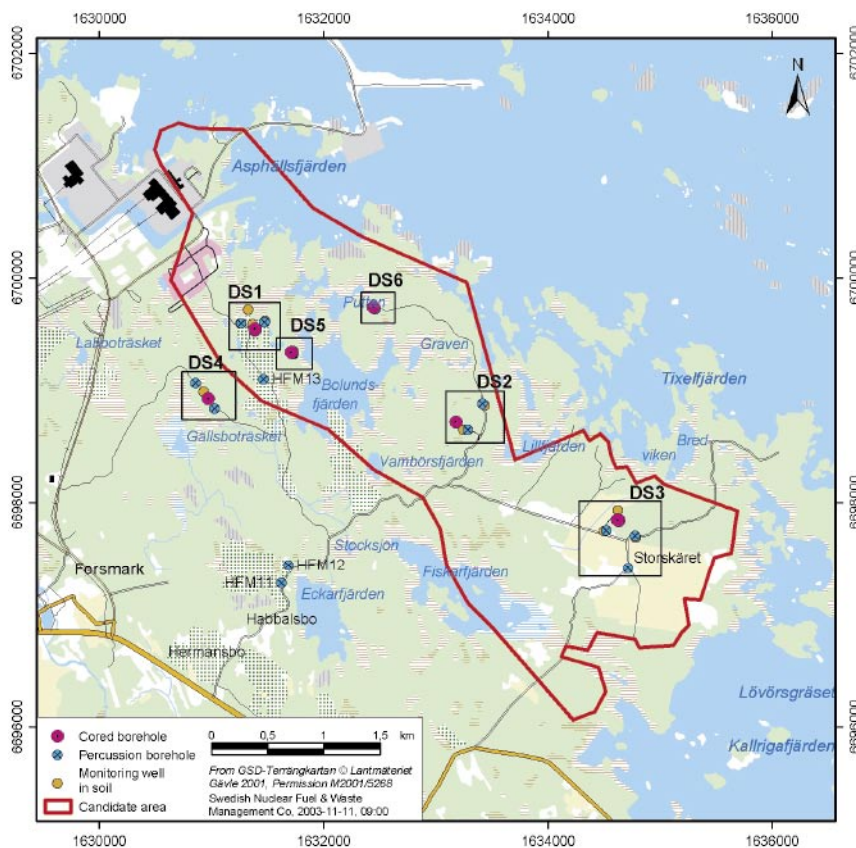 1630000 1632000 1634000 1636000
6702000 6702000
N
Asphällsfjärden
6700000 6700000
DS6
Puttan
DS1
DS5
Graven
Labboträsket
DS4
HFM13
Bolunds-
fjärden
DS2
Tixelfjärden
Gällsboträsket
Lillfjärden
Bred
viken
Vambörsfjärden
6698000 6698000
DS3
Stocksjön
Storskäret
Forsmark
HFM12
HFM11
Fiskarfjärden
Eckarfjärden
Habbalsbo
Hermansbo
Lövörsgräset
6696000 6696000
Kallrigafjärden
Cored borehole
Percussion borehole
Monitoring well
in soil
Candidate area
0 0,5 1 1,5 km
From GSD-Terrängkartan © Lantmäteriet
Gävle 2001, Permission M2001/5268
Swedish Nuclear Fuel & Waste
Management Co, 2003-11-11, 09:00
1630000 1632000 1634000 1636000